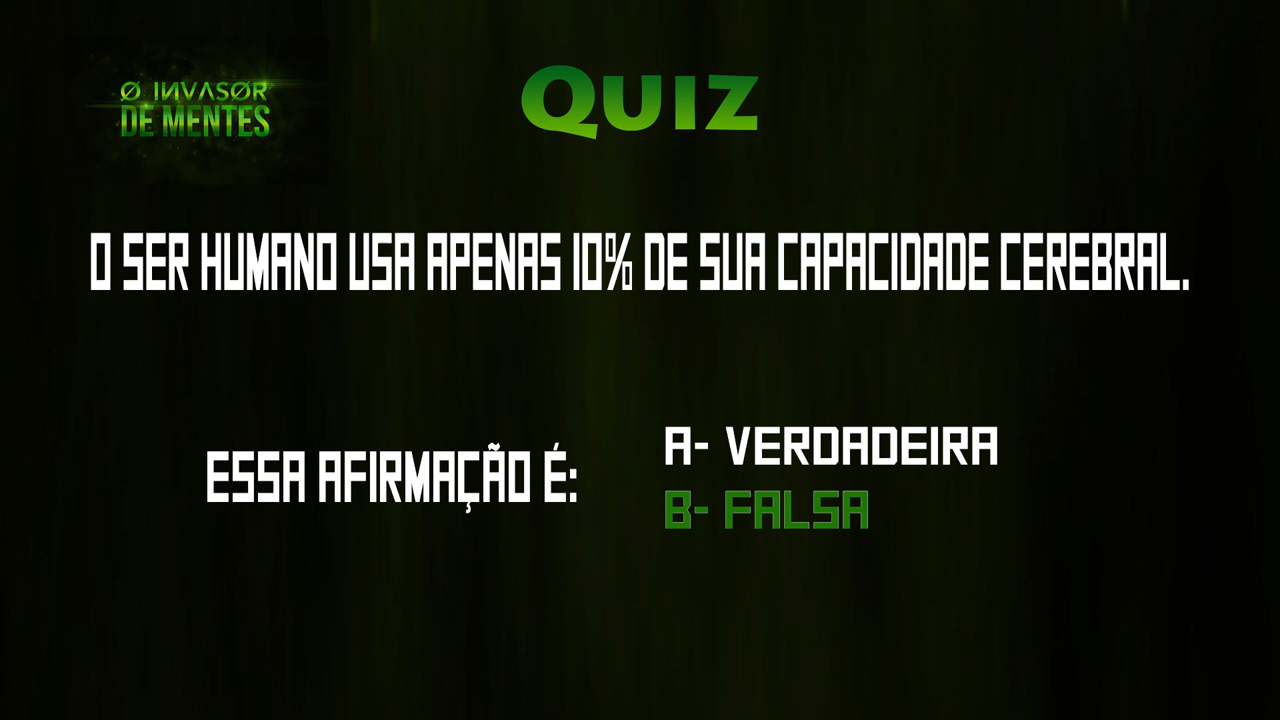 Ø INVASØR
DE MENTES
QUIZ
O SER HUMANO USA APENAS 10% DE SUA CAPACIDADE CEREBRAL.
ESSA AFIRMAÇÃO É:
A- VERDADEIRA
B- FALSA